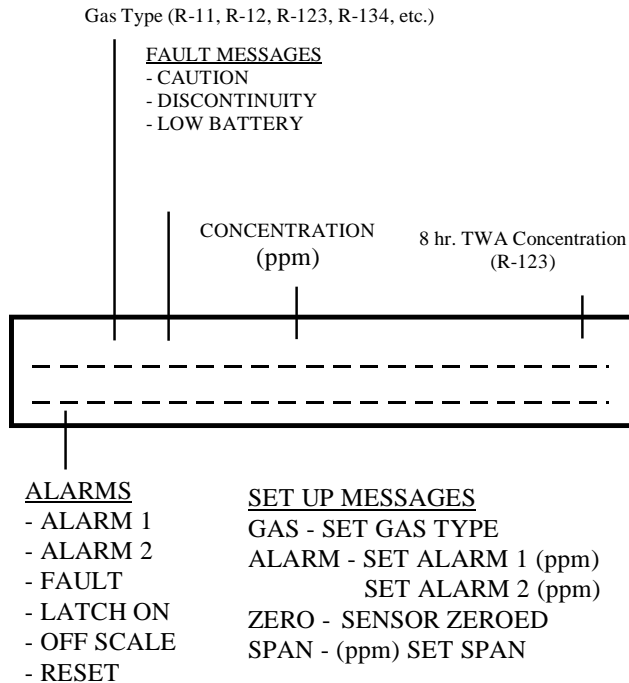 Gas Type (R-11, R-12, R-123, R-134, etc.)
FAULT MESSAGES
- CAUTION
- DISCONTINUITY
- LOW BATTERY
CONCENTRATION
(ppm)
8 hr. TWA Concentration
(R-123)
ALARMS
- ALARM 1
- ALARM 2
- FAULT
- LATCH ON
- OFF SCALE
- RESET
SET UP MESSAGES
GAS - SET GAS TYPE
ALARM - SET ALARM 1 (ppm)
SET ALARM 2 (ppm)
ZERO - SENSOR ZEROED
SPAN - (ppm) SET SPAN